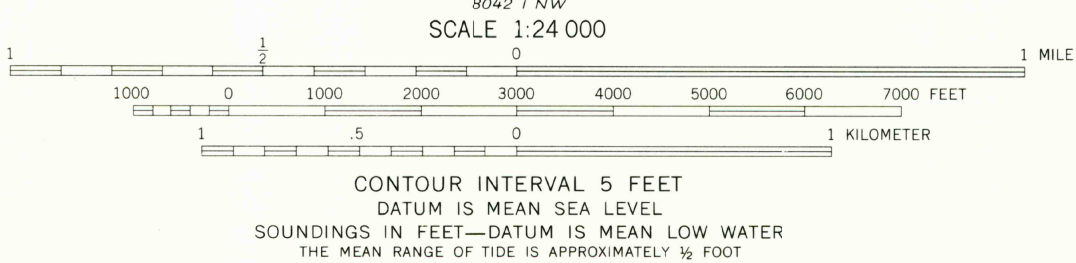 8042 I NW
SCALE 1:24 000
1 1/2 0 1 MILE
1000 0 1000 2000 3000 4000 5000 6000 7000 FEET
1 .5 0 1 KILOMETER
CONTOUR INTERVAL 5 FEET
DATUM IS MEAN SEA LEVEL
SOUNDINGS IN FEET—DATUM IS MEAN LOW WATER
THE MEAN RANGE OF TIDE IS APPROXIMATELY ½ FOOT